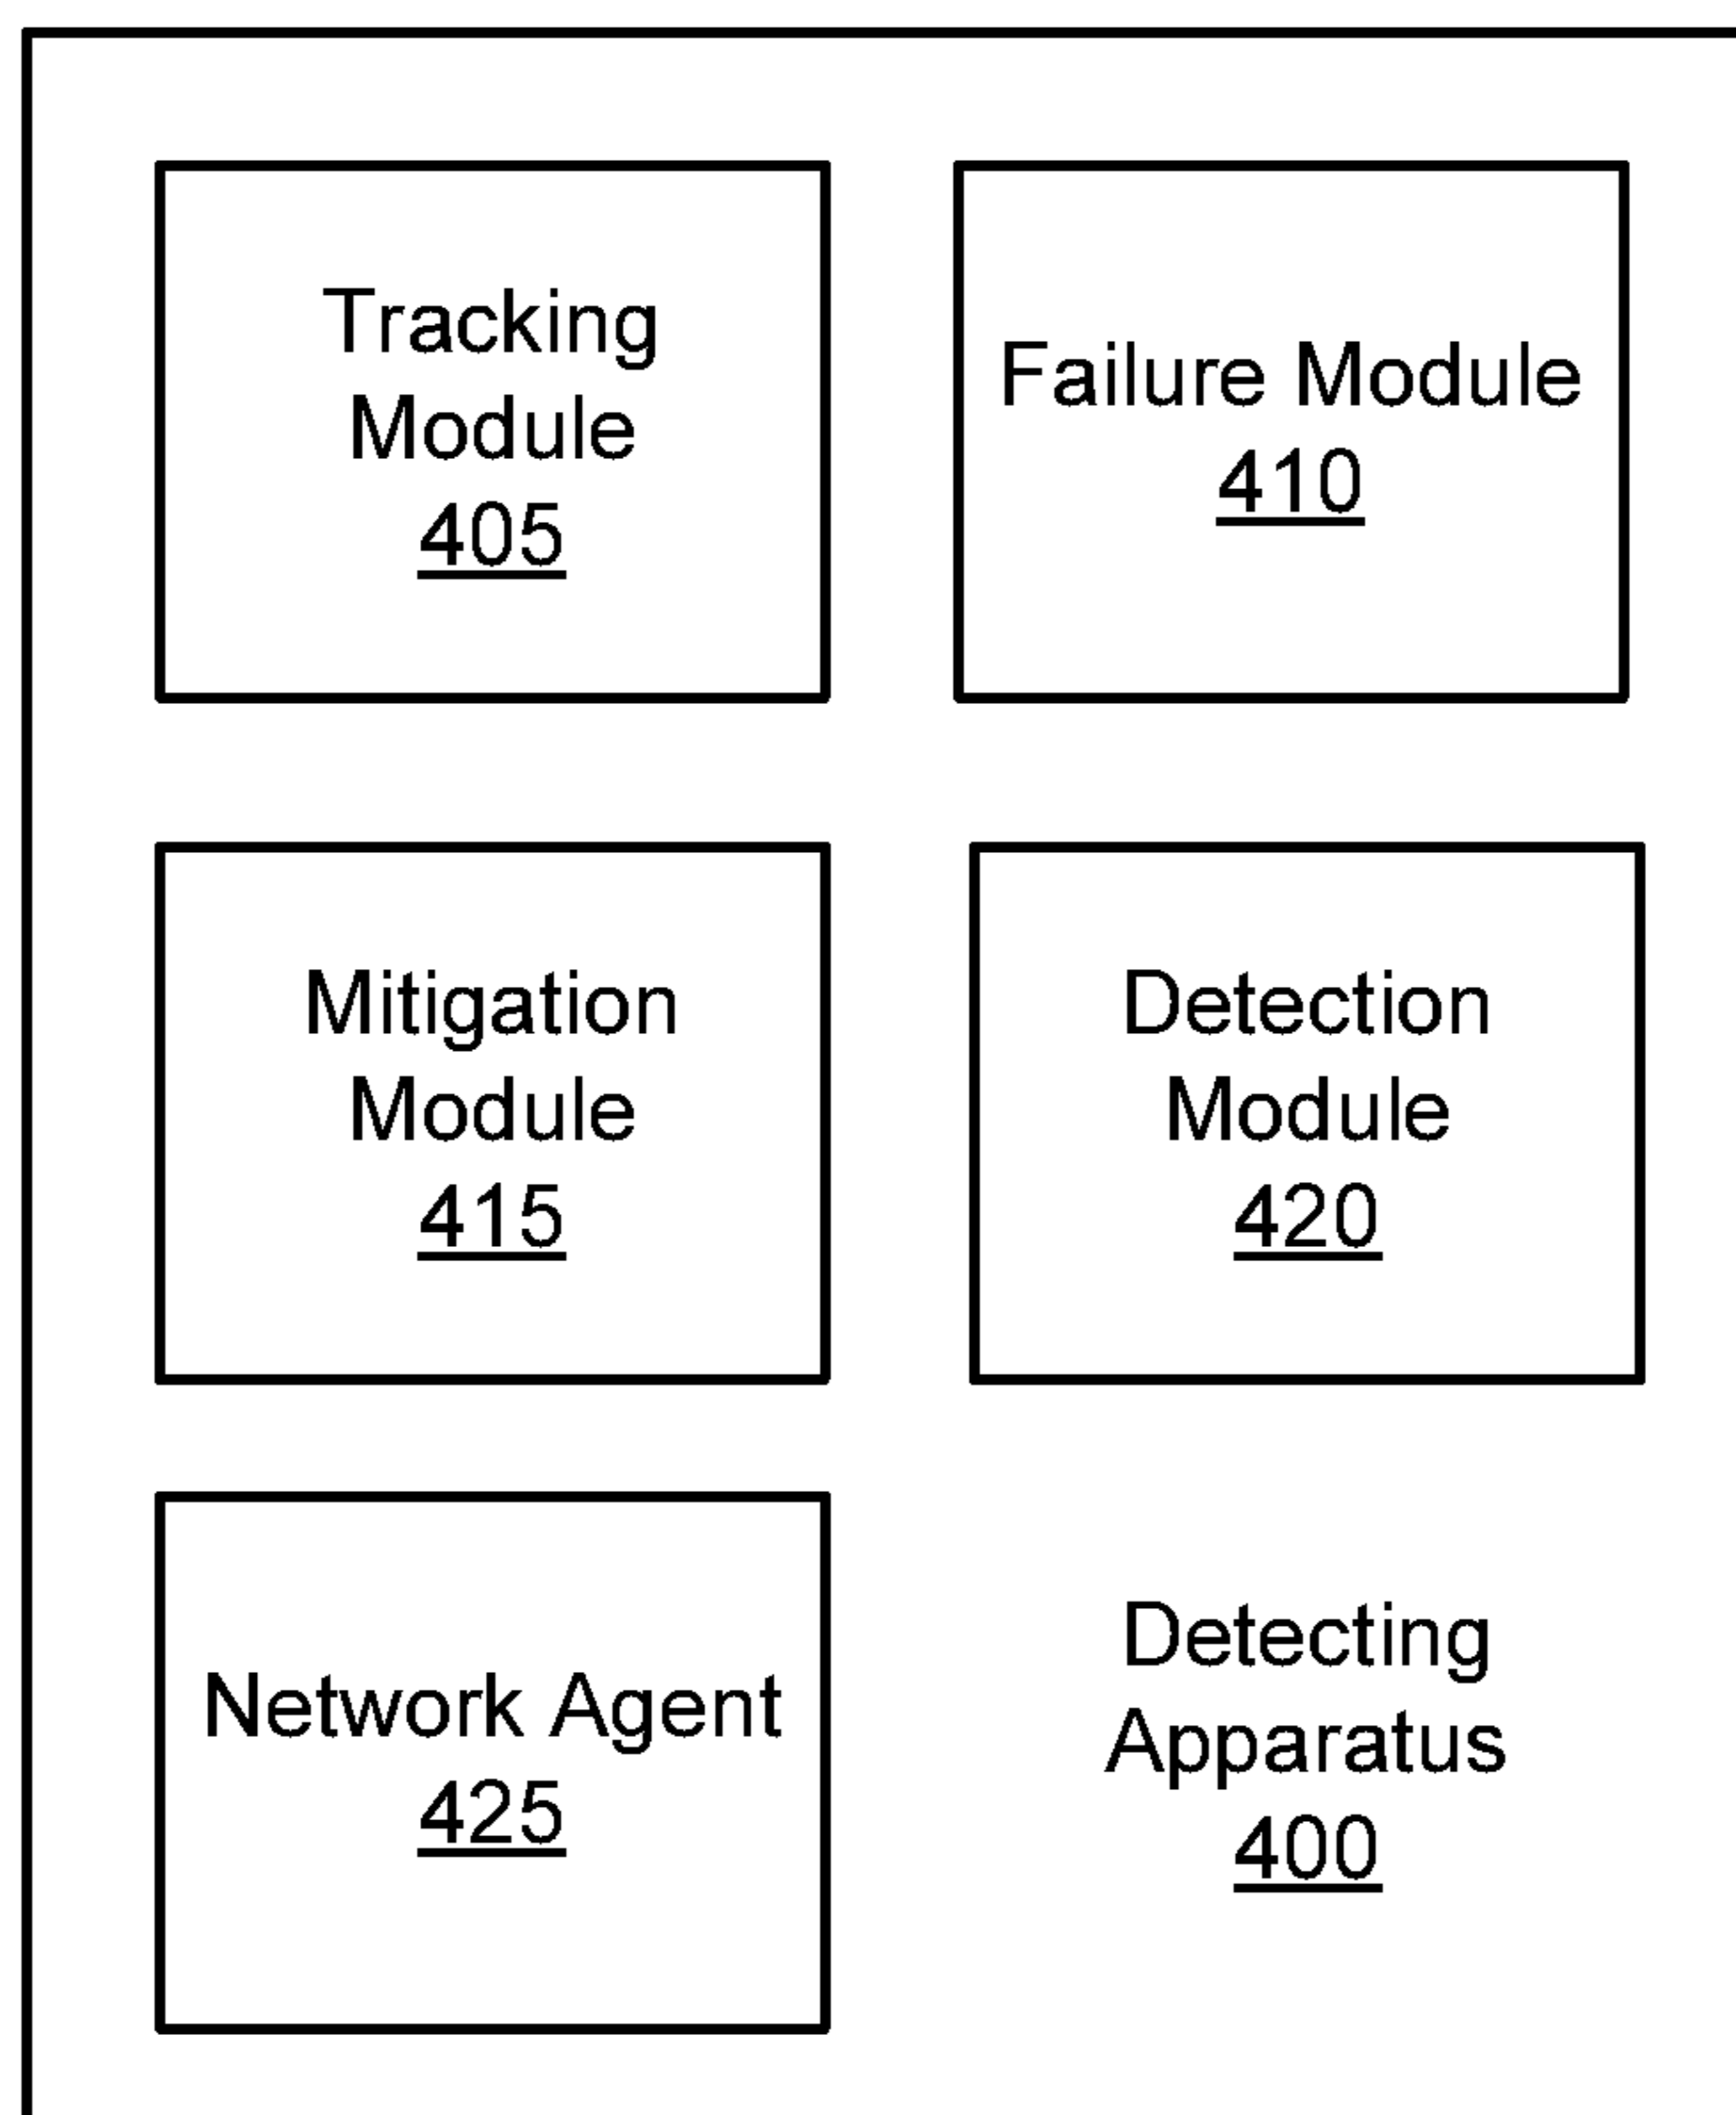 Tracking
Module
405
Failure Module
410
Mitigation
Module
415
Detection
Module
420
Network Agent
425
Detecting
Apparatus
400